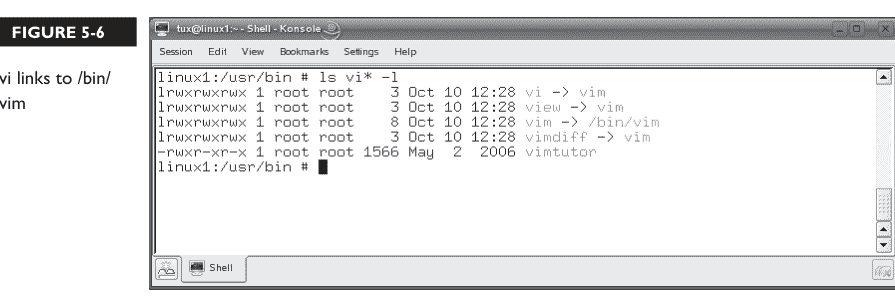 FIGURE 5-6
vi links to /bin/
vim
tux@linux1:~ - Shell - Konsole
Session Edit View Bookmarks Settings Help
linux1:/usr/bin # ls vi* -l
lrwxrwxrwx 1 root root    3 Oct 10 12:28 vi -> vim
lrwxrwxrwx 1 root root    3 Oct 10 12:28 view -> vim
lrwxrwxrwx 1 root root    8 Oct 10 12:28 vim -> /bin/vim
lrwxrwxrwx 1 root root    3 Oct 10 12:28 vimdiff -> vim
-rwxr-xr-x 1 root root 1566 May  2  2006 vimtutor
linux1:/usr/bin #
Shell